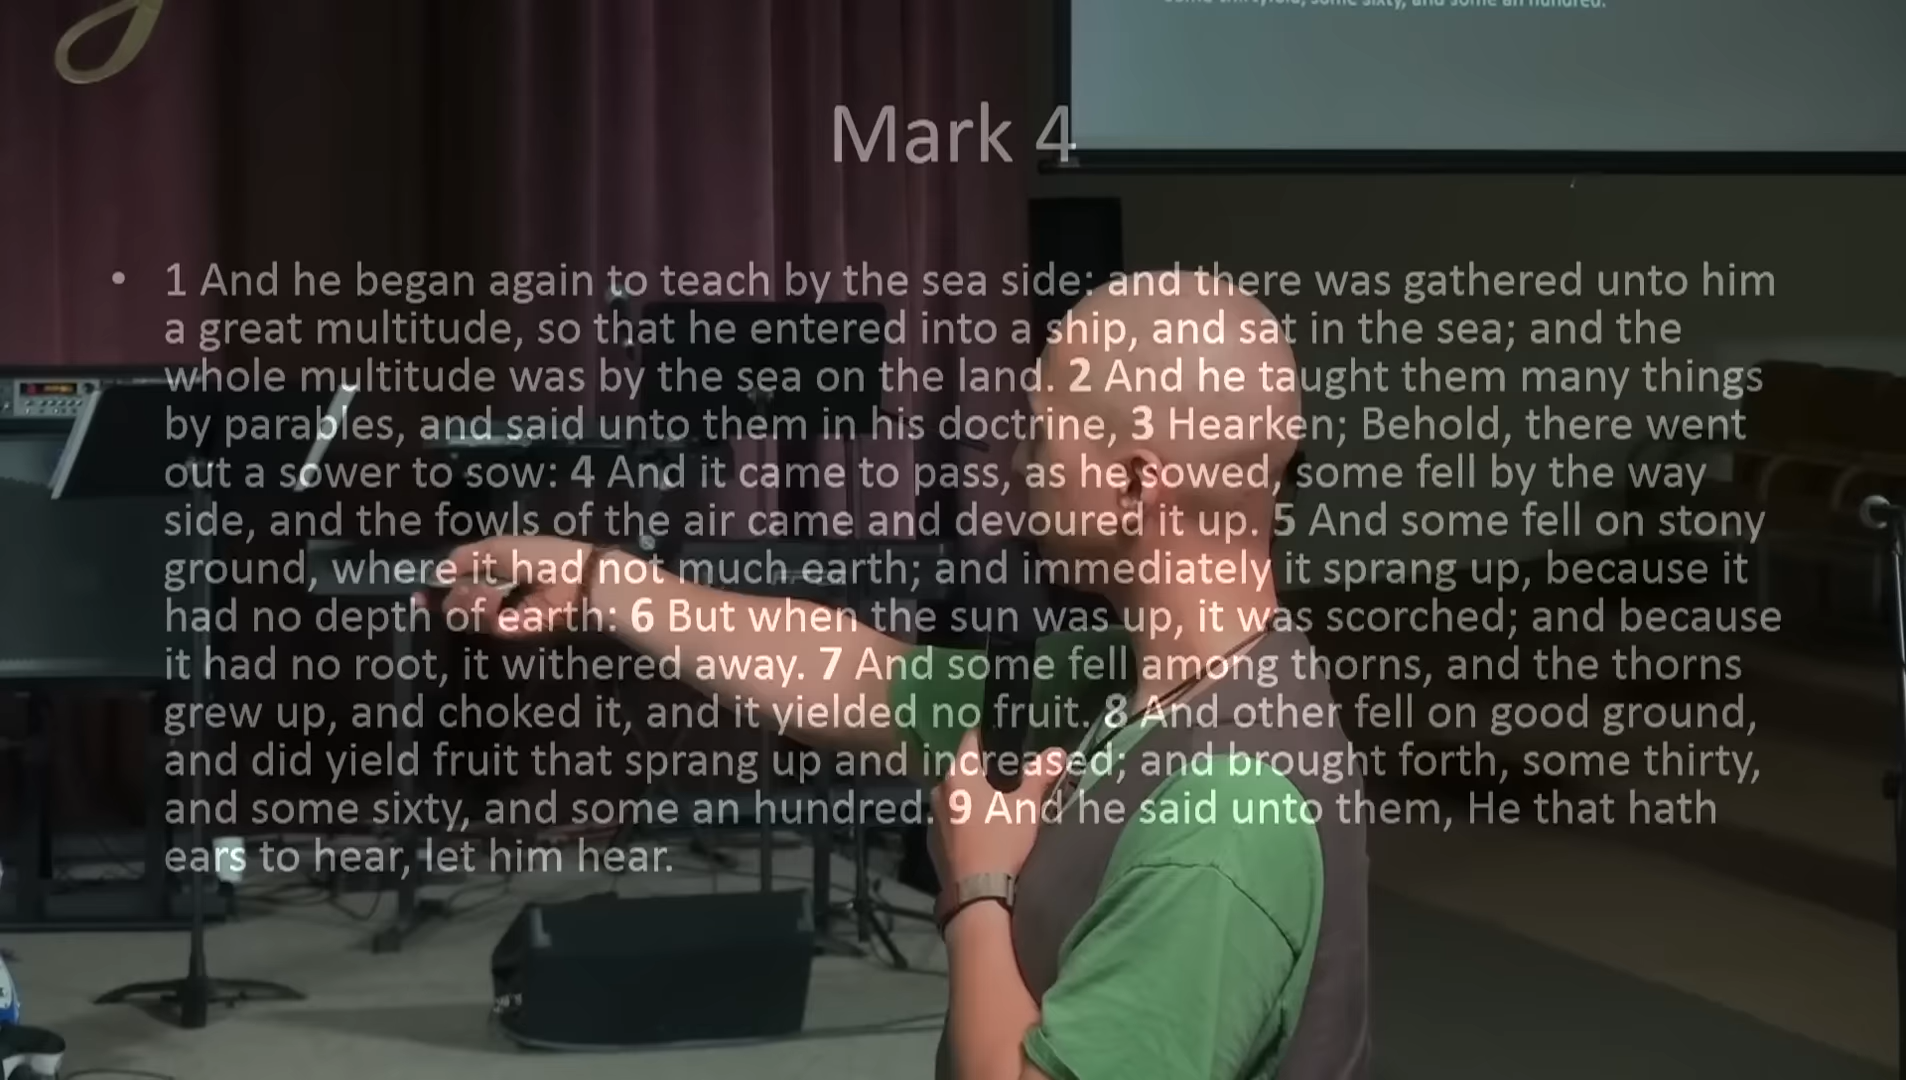 some thirtyfold, some sixty, and some an hundred.
Mark 4
• 1 And he began again to teach by the sea side: and there was gathered unto him
a great multitude, so that he entered into a ship, and sat in the sea; and the
whole multitude was by the sea on the land. 2 And he taught them many things
by parables, and said unto them in his doctrine, 3 Hearken; Behold, there went
out a sower to sow: 4 And it came to pass, as he sowed, some fell by the way
side, and the fowls of the air came and devoured it up. 5 And some fell on stony
ground, where it had not much earth; and immediately it sprang up, because it
had no depth of earth: 6 But when the sun was up, it was scorched; and because
it had no root, it withered away. 7 And some fell among thorns, and the thorns
grew up, and choked it, and it yielded no fruit. 8 And other fell on good ground,
and did yield fruit that sprang up and increased; and brought forth, some thirty,
and some sixty, and some an hundred. 9 And he said unto them, He that hath
ears to hear, let him hear.